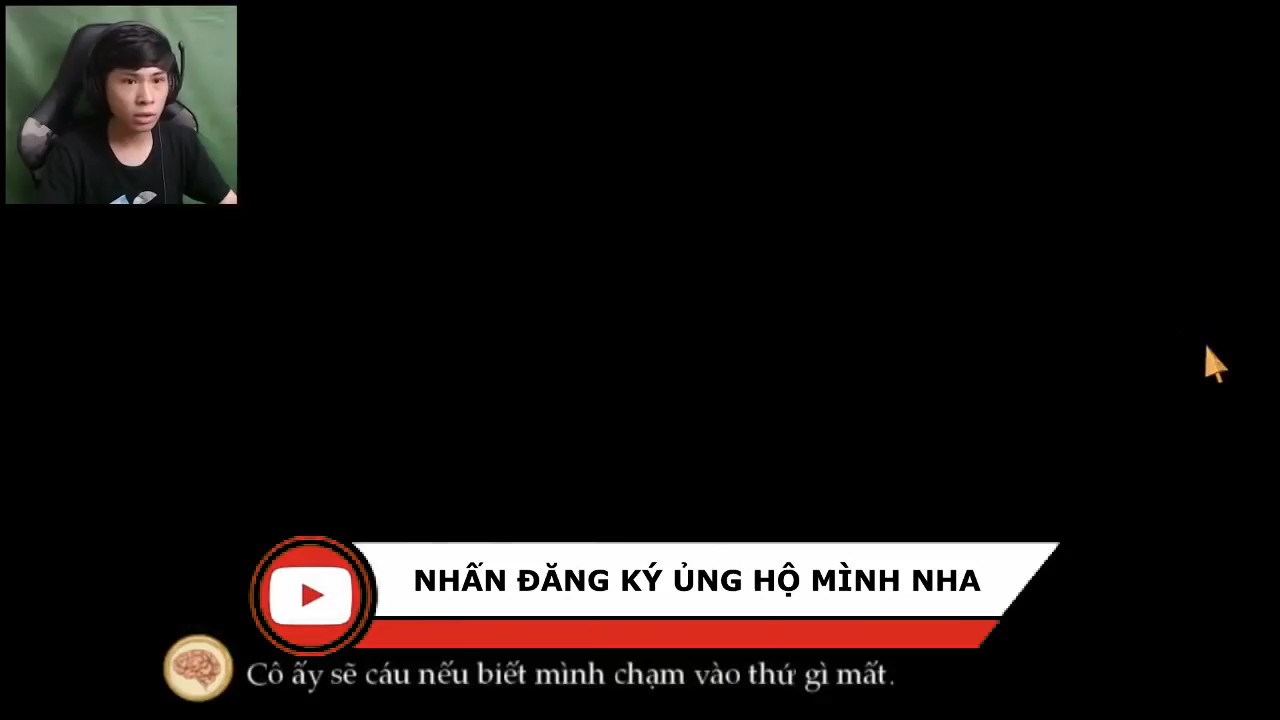 NHẤN ĐĂNG KÝ ỦNG HỘ MÌNH NHA
Cô ấy sẽ cáu nếu biết mình chạm vào thứ gì mất.